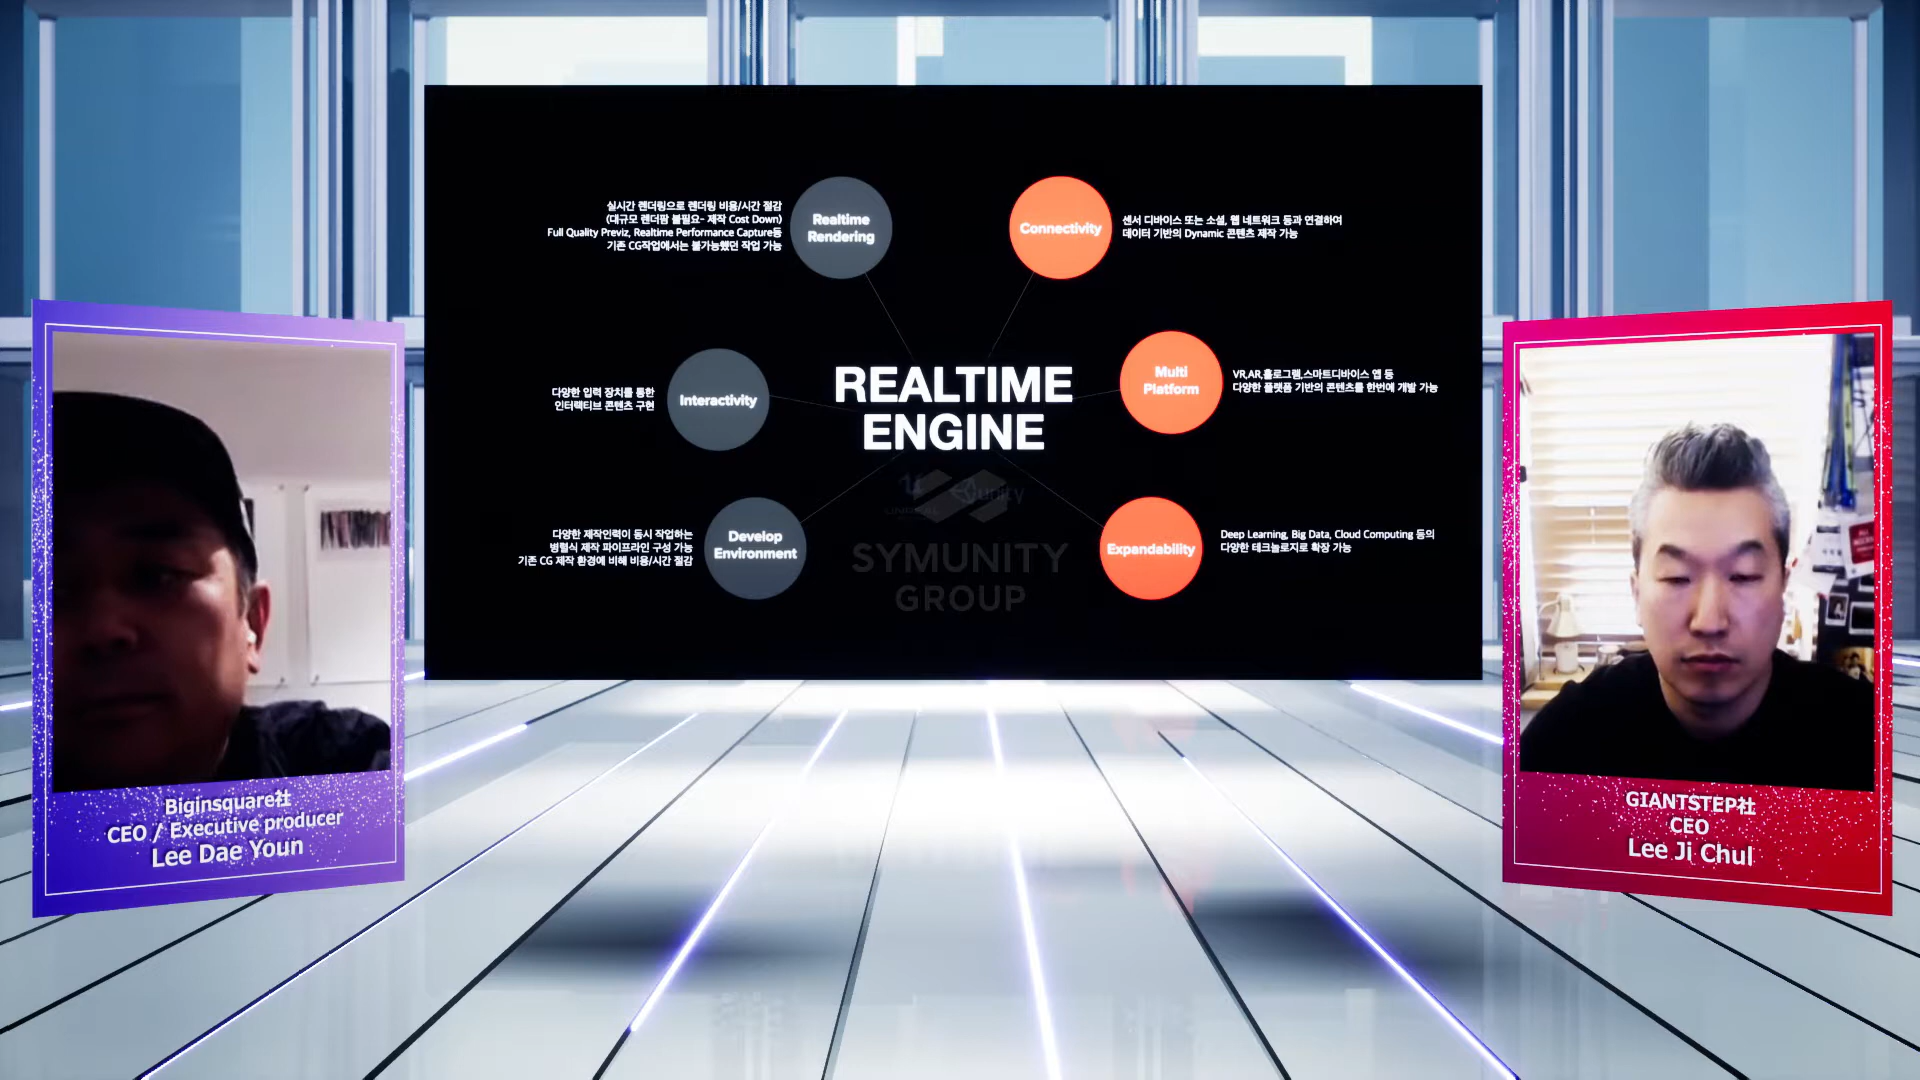 실시간 렌더링으로 렌더링 비용/시간 절감
(대규모 렌더팜 불필요- 제작 Cost Down)
Full Quality Previz, Realtime Performance Capture등
기존 CG작업에서는 불가능했던 작업 가능
Realtime
Rendering
Connectivity
센서 디바이스 또는 소셜, 웹 네트워크 등과 연결하여
데이터 기반의 Dynamic 콘텐츠 제작 가능
다양한 입력 장치를 통한
인터랙티브 콘텐츠 구현
Interactivity
REALTIME
ENGINE
Multi
Platform
VR,AR,홀로그램,스마트디바이스 앱 등
다양한 플랫폼 기반의 콘텐츠를 한번에 개발 가능
다양한 제작인력이 동시 작업하는
병렬식 제작 파이프라인 구성 가능
기존 CG 제작 환경에 비해 비용/시간 절감
Develop
Environment
unity
SYMUNITY
GROUP
Expandability
Deep Learning, Big Data, Cloud Computing 등의
다양한 테크놀로지로 확장 가능
Biginsquare社
CEO / Executive producer
Lee Dae Youn
GIANTSTEP社
CEO
Lee Ji Chul